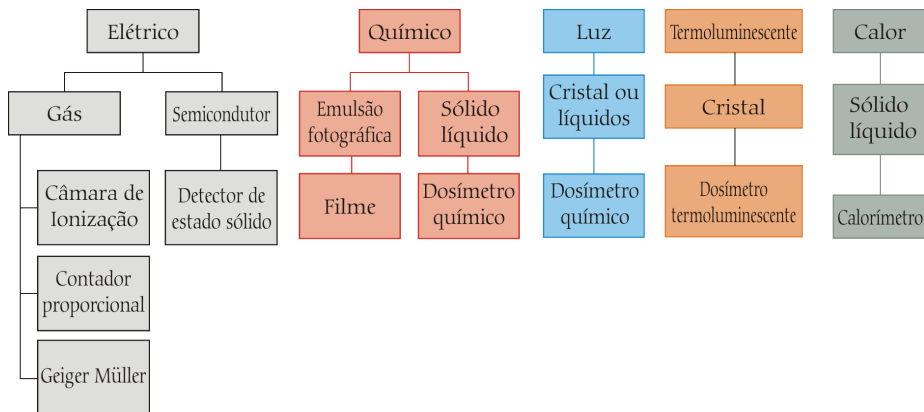 Elétrico
Gás
Câmara de
Ionização
Contador
proporcional
Geiger Müller
Semicondutor
Detector de
estado sólido
Químico
Emulsão
fotográfica
Filme
Sólido
líquido
Dosímetro
químico
Luz
Cristal ou
líquidos
Dosímetro
químico
Termoluminescente
Cristal
Dosímetro
termoluminescente
Calor
Sólido
líquido
Calorímetro